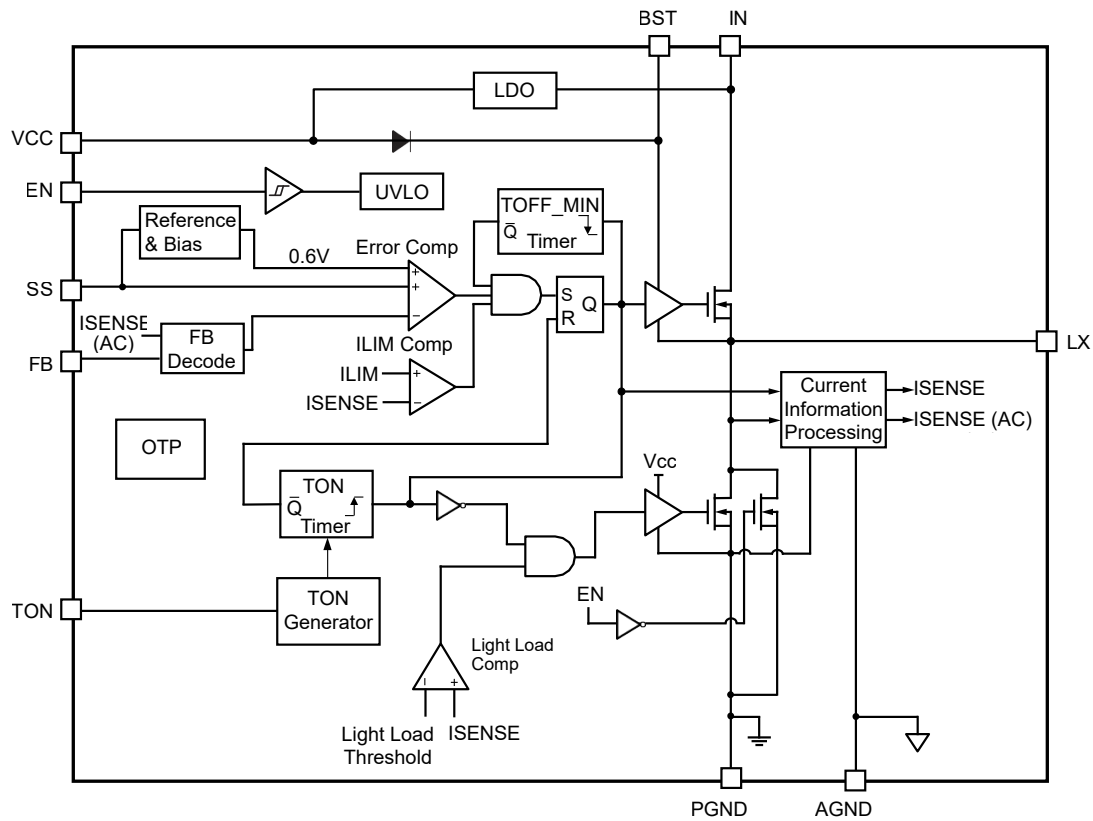 BST
IN
LDO
VCC
EN
UVLO
TOFF_MIN
Q̅
Timer
Reference
& Bias
0.6V
Error Comp
+
+
−
SS
S
Q
R
ISENSE
(AC)
FB
Decode
FB
ILIM Comp
ILIM
+
ISENSE
−
LX
Current
Information
Processing
ISENSE
ISENSE (AC)
OTP
Vcc
TON
Q̅
Timer
TON
TON
Generator
EN
Light Load
Comp
−
+
Light Load
Threshold
ISENSE
PGND
AGND